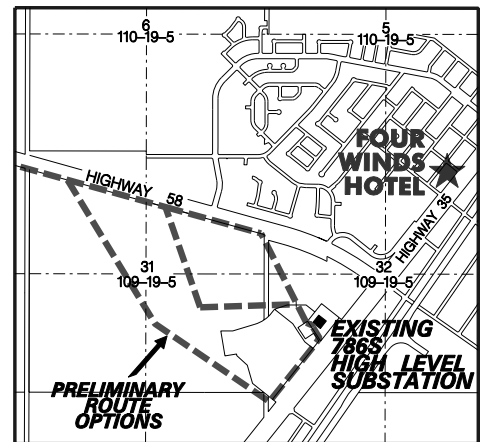 6
110–19–5
5
110–19–5
FOUR
WINDS
HOTEL
HIGHWAY 58
HIGHWAY 35
31
109–19–5
32
109–19–5
EXISTING
786S
HIGH LEVEL
SUBSTATION
PRELIMINARY
ROUTE
OPTIONS